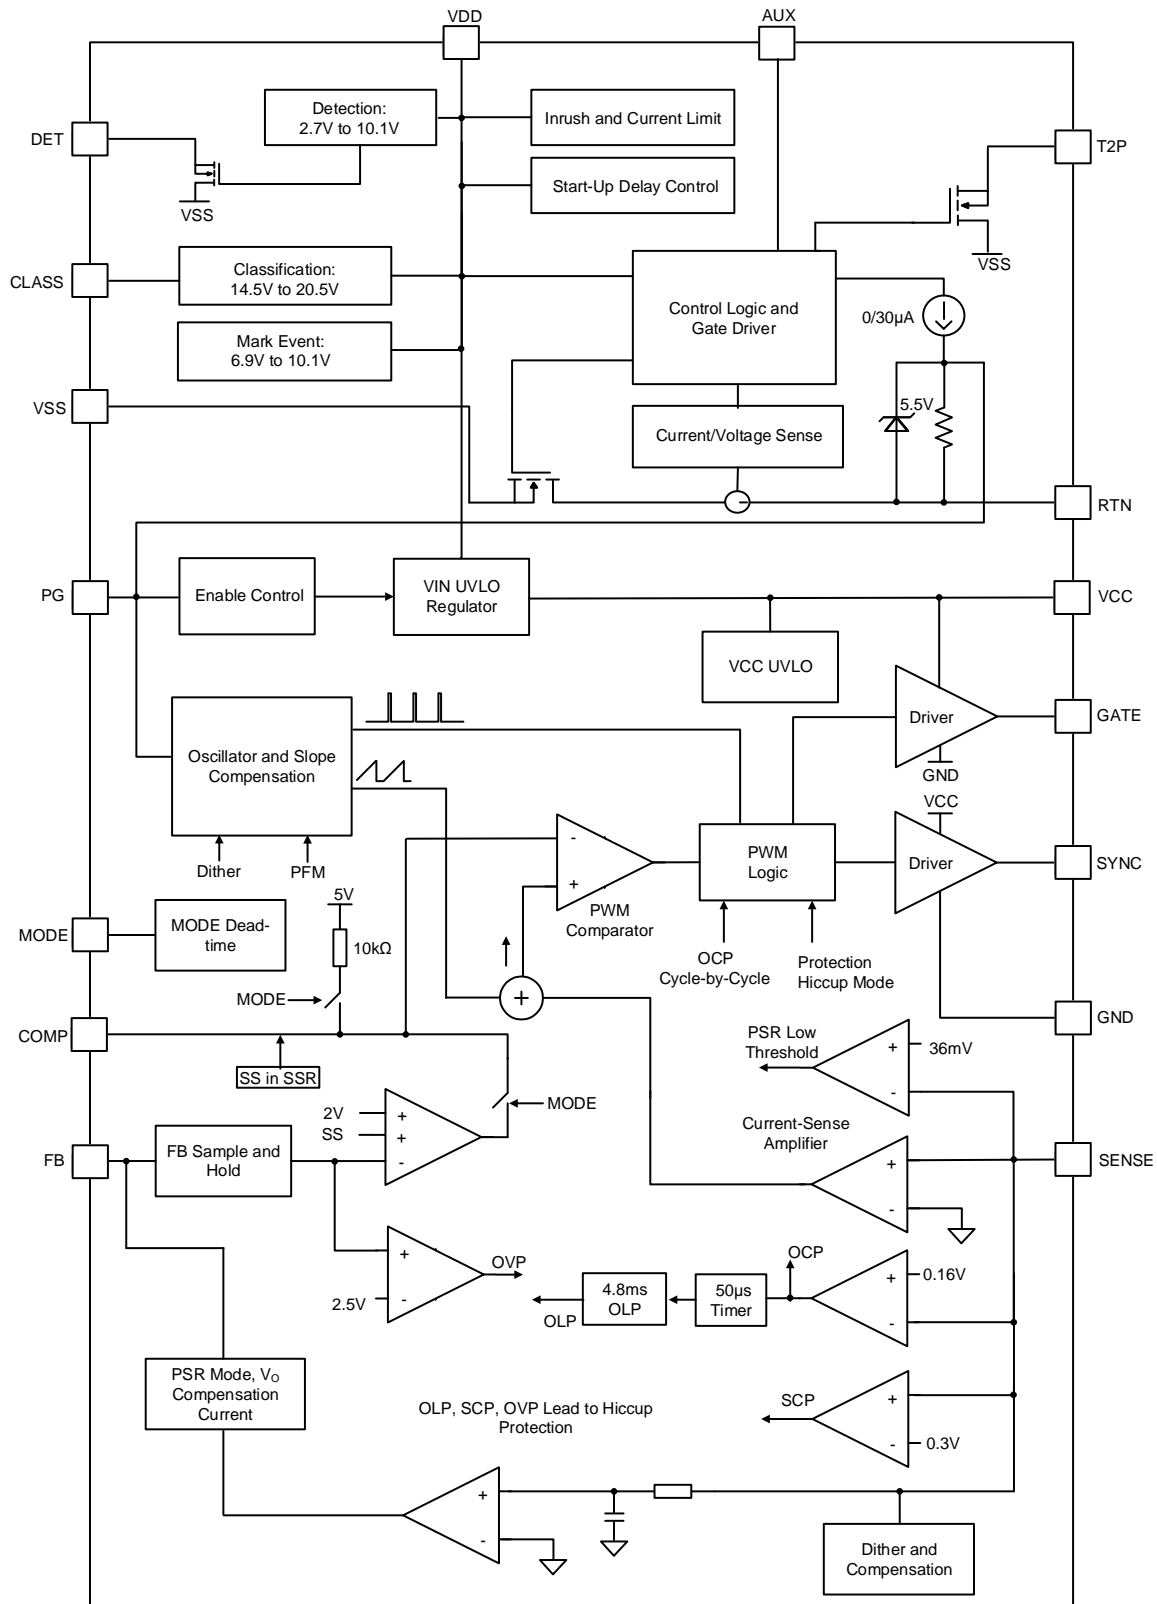 VDD
AUX
Detection:
2.7V to 10.1V
Inrush and Current Limit
DET
T2P
Start-Up Delay Control
VSS
VSS
CLASS
Classification:
14.5V to 20.5V
Control Logic and
Gate Driver
0/30µA
Mark Event:
6.9V to 10.1V
VSS
5.5V
Current/Voltage Sense
RTN
PG
Enable Control
VIN UVLO
Regulator
VCC
VCC UVLO
Driver
GATE
GND
Oscillator and Slope
Compensation
VCC
Dither
PFM
-
+
PWM
Comparator
PWM
Logic
Driver
SYNC
MODE
MODE Dead-
time
5V
10kΩ
OCP
Cycle-by-Cycle
Protection
Hiccup Mode
MODE
+
COMP
GND
SS in SSR
PSR Low
Threshold
+
-
36mV
2V
SS
+
+
-
MODE
FB
FB Sample and
Hold
Current-Sense
Amplifier
+
-
SENSE
+
-
OVP
2.5V
OLP
4.8ms
OLP
50µs
Timer
OCP
+
-
0.16V
PSR Mode, VO
Compensation
Current
OLP, SCP, OVP Lead to Hiccup
Protection
SCP
+
-
0.3V
+
-
Dither and
Compensation